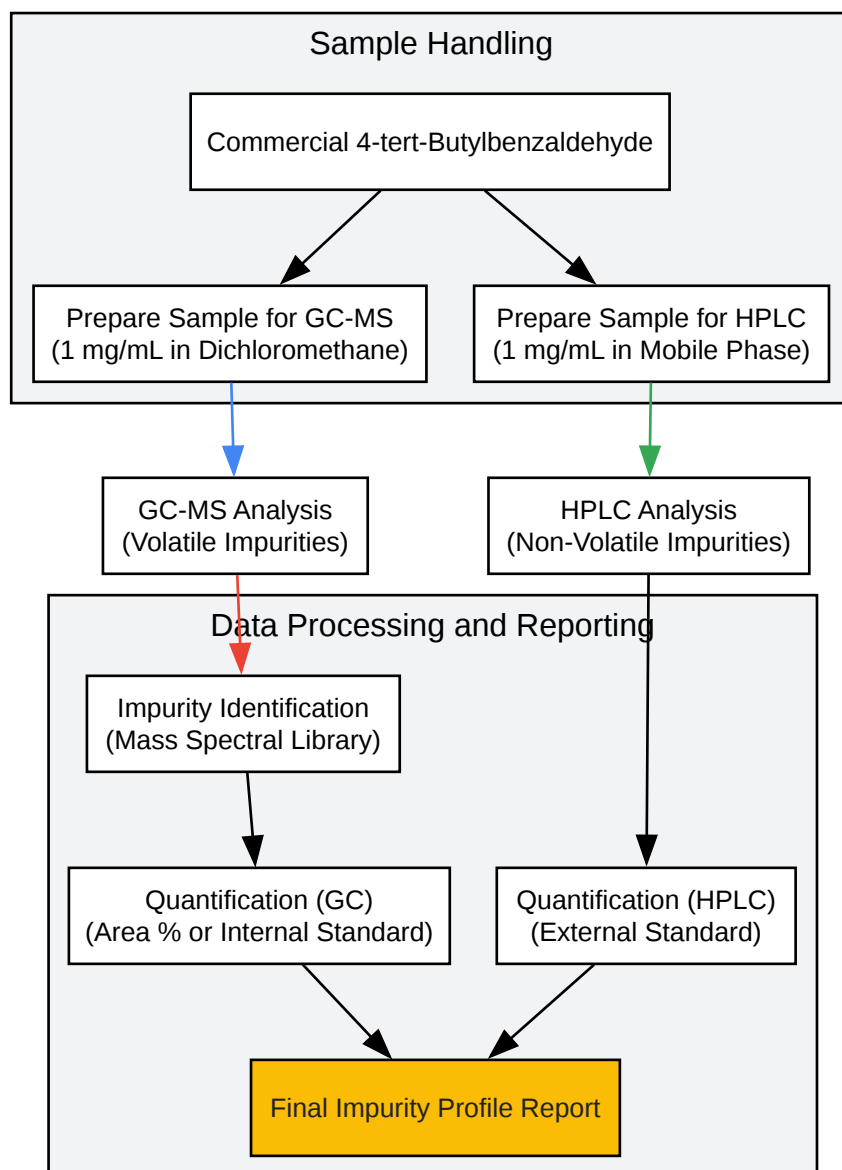 Sample Handling
Commercial 4-tert-Butylbenzaldehyde
Prepare Sample for GC-MS
(1 mg/mL in Dichloromethane)
Prepare Sample for HPLC
(1 mg/mL in Mobile Phase)
GC-MS Analysis
(Volatile Impurities)
HPLC Analysis
(Non-Volatile Impurities)
Data Processing and Reporting
Impurity Identification
(Mass Spectral Library)
Quantification (GC)
(Area % or Internal Standard)
Quantification (HPLC)
(External Standard)
Final Impurity Profile Report